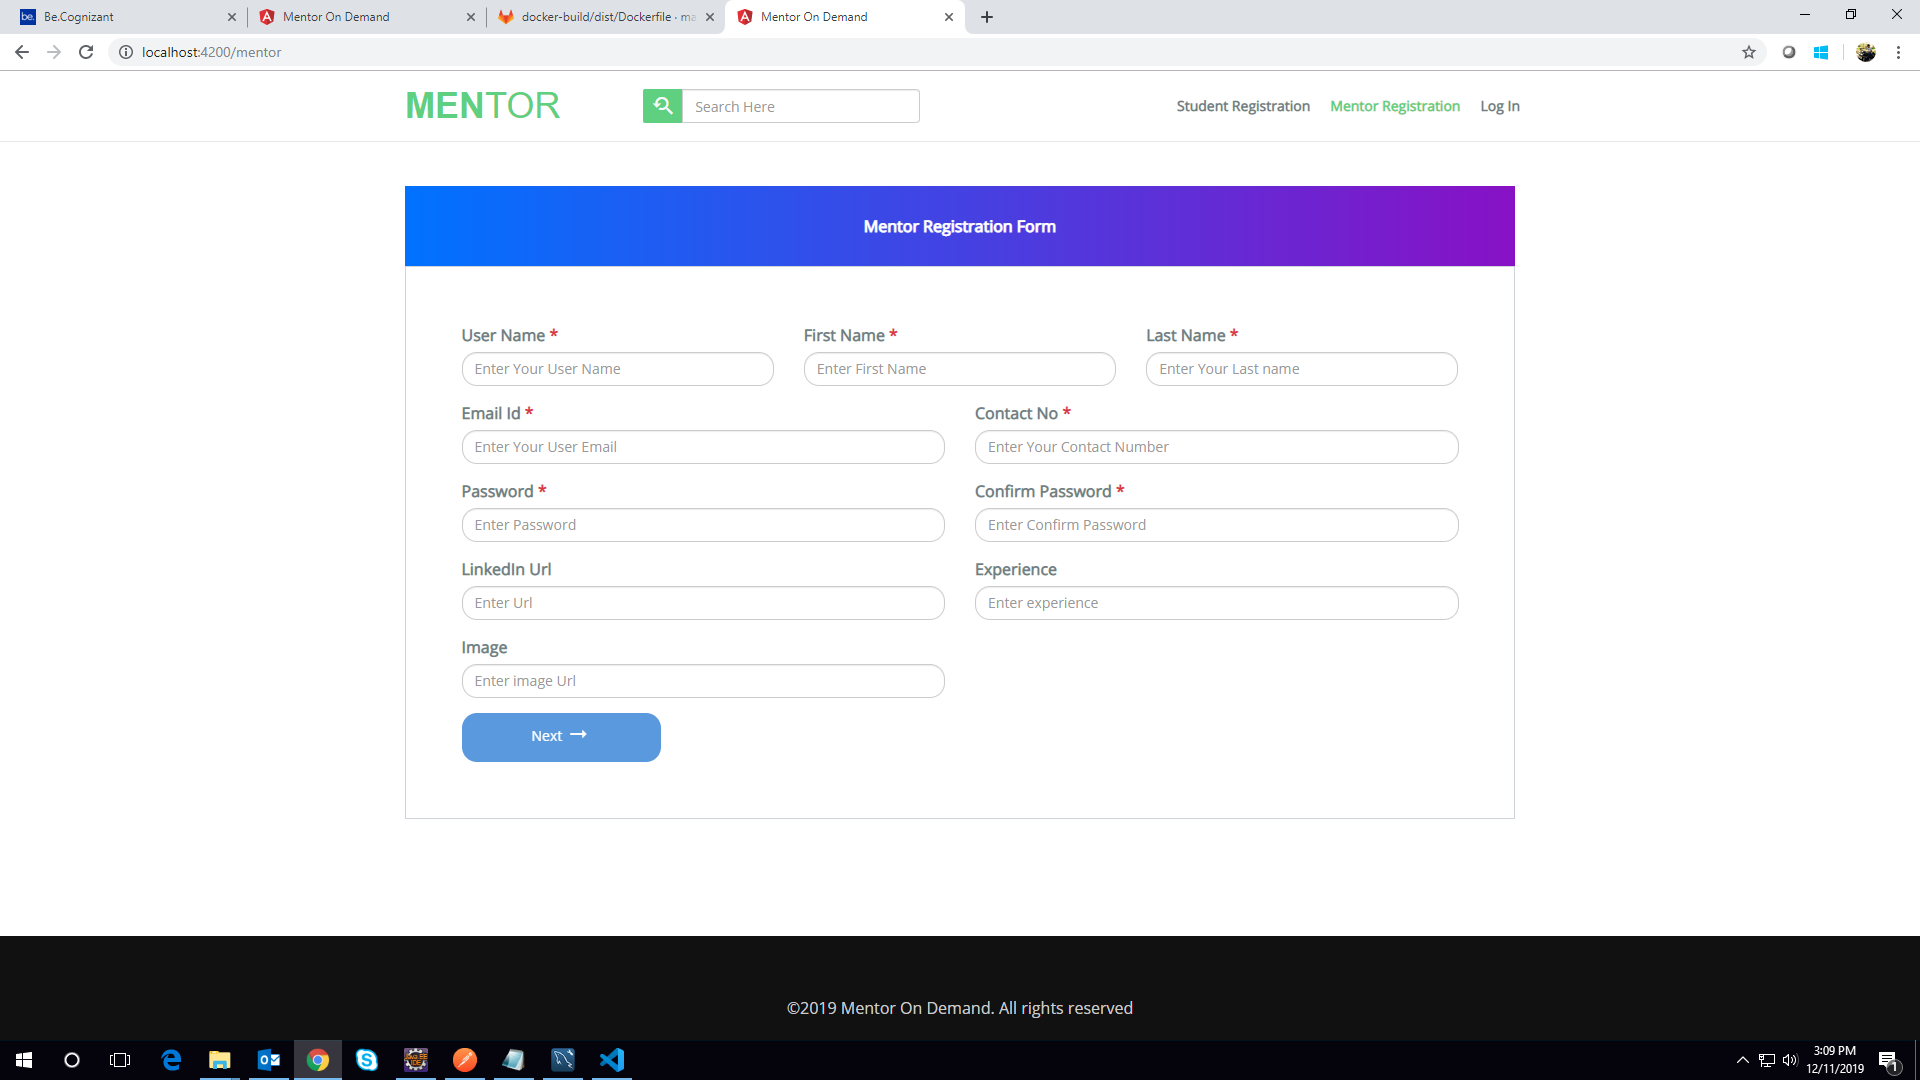 be. Be.Cognizant
Mentor On Demand
docker-build/dist/Dockerfile · ma
Mentor On Demand
localhost:4200/mentor
MENTOR
Search Here
Student Registration
Mentor Registration
Log In
Mentor Registration Form
User Name * First Name * Last Name *
Enter Your User Name Enter First Name Enter Your Last name
Email Id * Contact No *
Enter Your User Email Enter Your Contact Number
Password * Confirm Password *
Enter Password Enter Confirm Password
LinkedIn Url Experience
Enter Url Enter experience
Image
Enter image Url
Next →
©2019 Mentor On Demand. All rights reserved
3:09 PM
12/11/2019
1